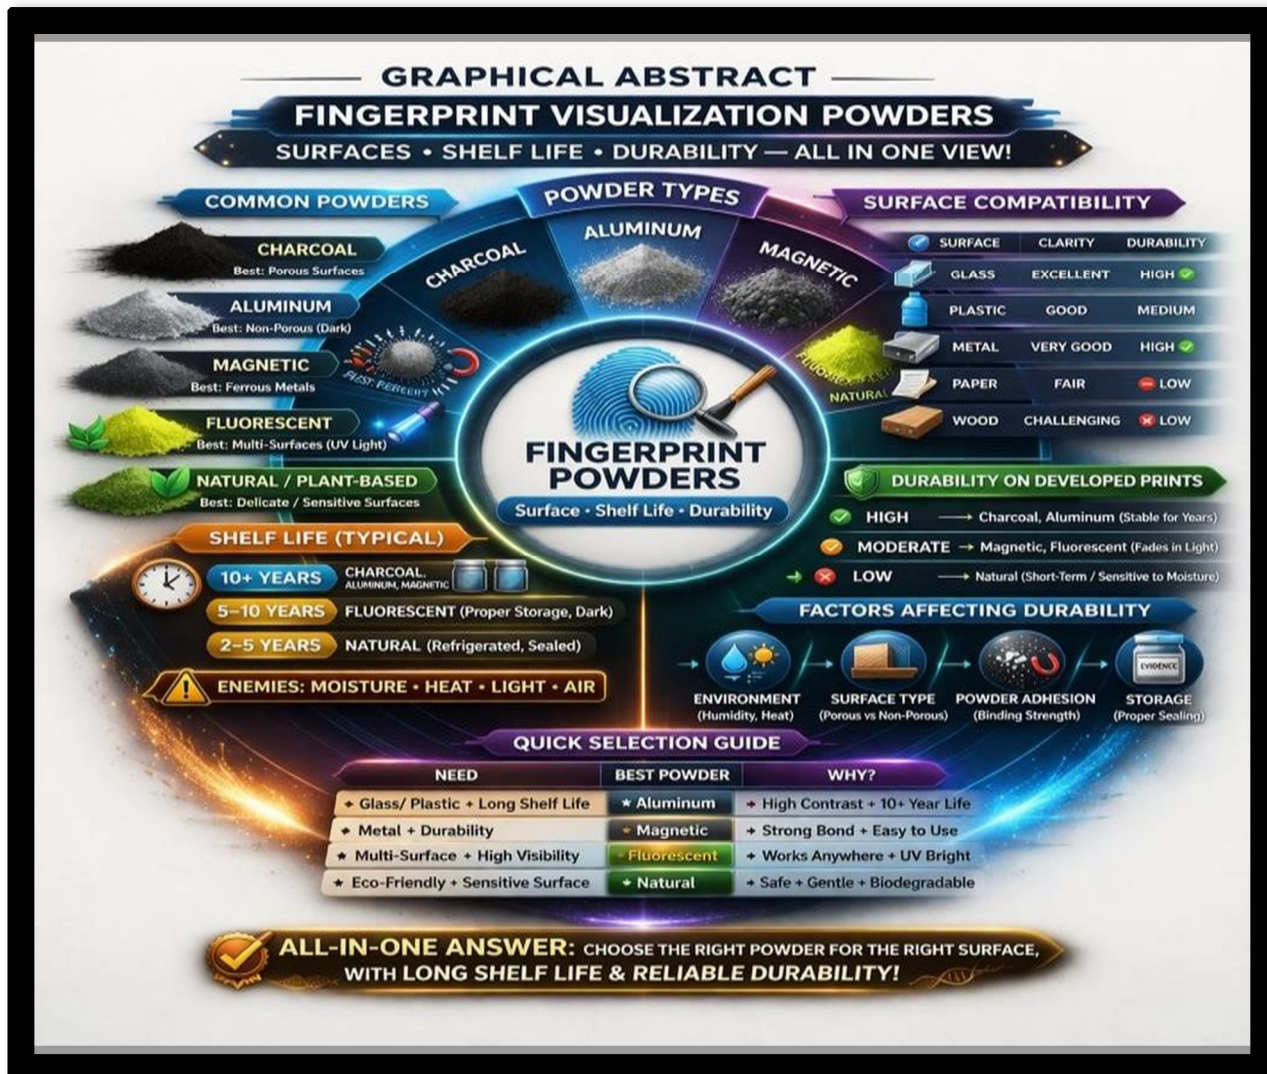 GRAPHICAL ABSTRACT
FINGERPRINT VISUALIZATION POWDERS
SURFACES • SHELF LIFE • DURABILITY — ALL IN ONE VIEW!
COMMON POWDERS
CHARCOAL
Best: Porous Surfaces
ALUMINUM
Best: Non-Porous (Dark)
MAGNETIC
Best: Ferrous Metals
FLUORESCENT
Best: Multi-Surfaces (UV Light)
NATURAL / PLANT-BASED
Best: Delicate / Sensitive Surfaces
POWDER TYPES
CHARCOAL
ALUMINUM
MAGNETIC
NATURAL
FINGERPRINT
POWDERS
Surface • Shelf Life • Durability
SURFACE COMPATIBILITY
SURFACE CLARITY DURABILITY
GLASS EXCELLENT HIGH
PLASTIC GOOD MEDIUM
METAL VERY GOOD HIGH
PAPER FAIR LOW
WOOD CHALLENGING LOW
DURABILITY ON DEVELOPED PRINTS
HIGH → Charcoal, Aluminum (Stable for Years)
MODERATE → Magnetic, Fluorescent (Fades in Light)
LOW → Natural (Short-Term / Sensitive to Moisture)
SHELF LIFE (TYPICAL)
10+ YEARS CHARCOAL,
ALUMINUM, MAGNETIC
5–10 YEARS FLUORESCENT (Proper Storage, Dark)
2–5 YEARS NATURAL (Refrigerated, Sealed)
ENEMIES: MOISTURE • HEAT • LIGHT • AIR
FACTORS AFFECTING DURABILITY
EVIDENCE
ENVIRONMENT
(Humidity, Heat)
SURFACE TYPE
(Porous vs Non-Porous)
POWDER ADHESION
(Binding Strength)
STORAGE
(Proper Sealing)
QUICK SELECTION GUIDE
NEED BEST POWDER WHY?
Glass/ Plastic + Long Shelf Life Aluminum High Contrast + 10+ Year Life
Metal + Durability Magnetic Strong Bond + Easy to Use
Multi-Surface + High Visibility Fluorescent Works Anywhere + UV Bright
Eco-Friendly + Sensitive Surface Natural Safe + Gentle + Biodegradable
ALL-IN-ONE ANSWER: CHOOSE THE RIGHT POWDER FOR THE RIGHT SURFACE,
WITH LONG SHELF LIFE & RELIABLE DURABILITY!